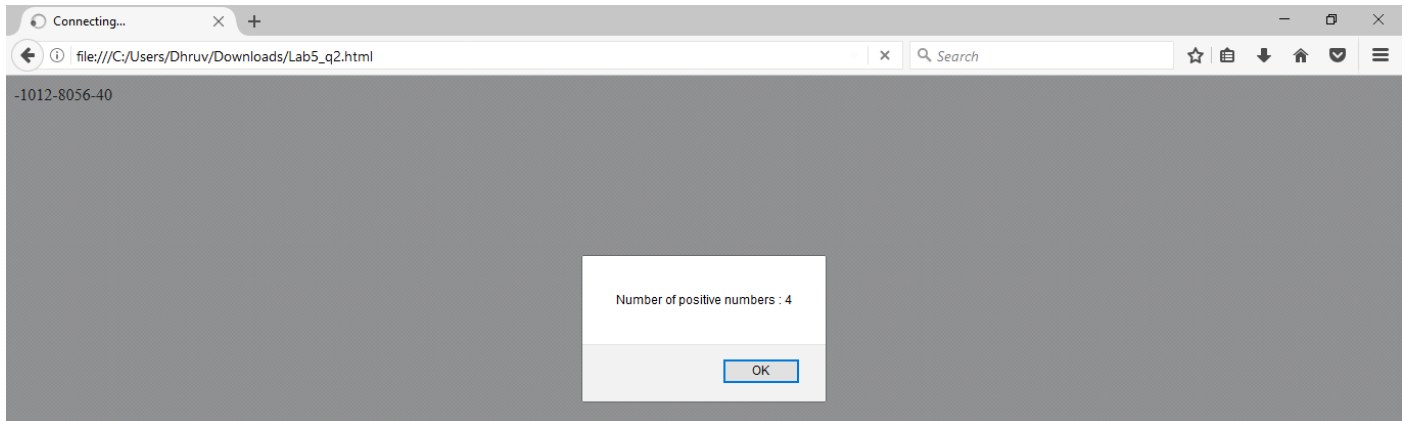 Connecting...
file:///C:/Users/Dhruv/Downloads/Lab5_q2.html
Search
-1012-8056-40
Number of positive numbers : 4
OK